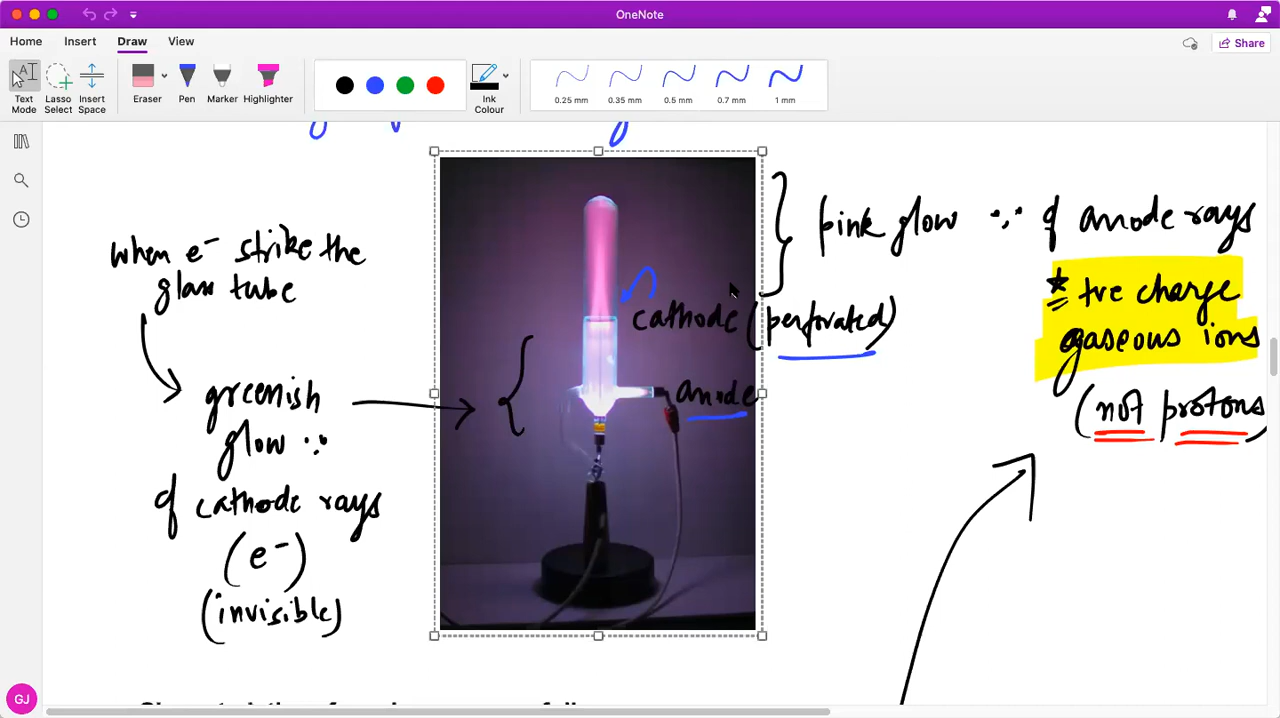 OneNote
Home Insert Draw View
Share
Text Mode
Lasso Select
Insert Space
Eraser
Pen
Marker
Highlighter
Ink Colour
0.25 mm
0.35 mm
0.5 mm
0.7 mm
1 mm
when e⁻ strike the
glass tube
greenish
glow ∵
of cathode rays
(e⁻)
(invisible)
cathode (perforated)
anode
pink glow ∵ of anode rays
* +ve charge
gaseous ions
(not protons)
GJ